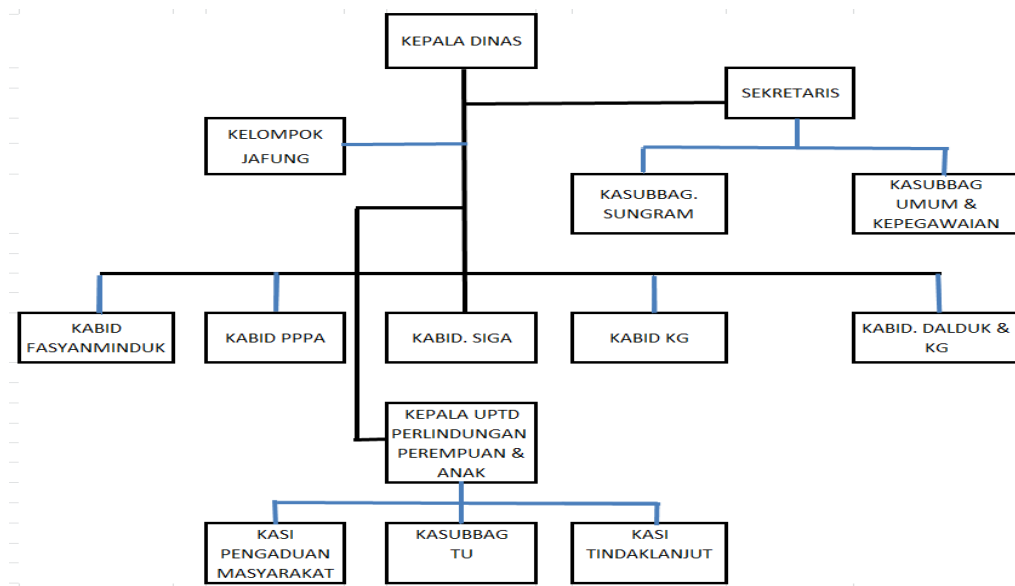 KEPALA DINAS
SEKRETARIS
KELOMPOK
JAFUNG
KASUBBAG.
SUNGRAM
KASUBBAG
UMUM &
KEPEGAWAIAN
KABID
FASYANMINDUK
KABID PPPA
KABID. SIGA
KABID KG
KABID. DALDUK &
KG
KEPALA UPTD
PERLINDUNGAN
PEREMPUAN &
ANAK
KASI
PENGADUAN
MASYARAKAT
KASUBBAG
TU
KASI
TINDAKLANJUT